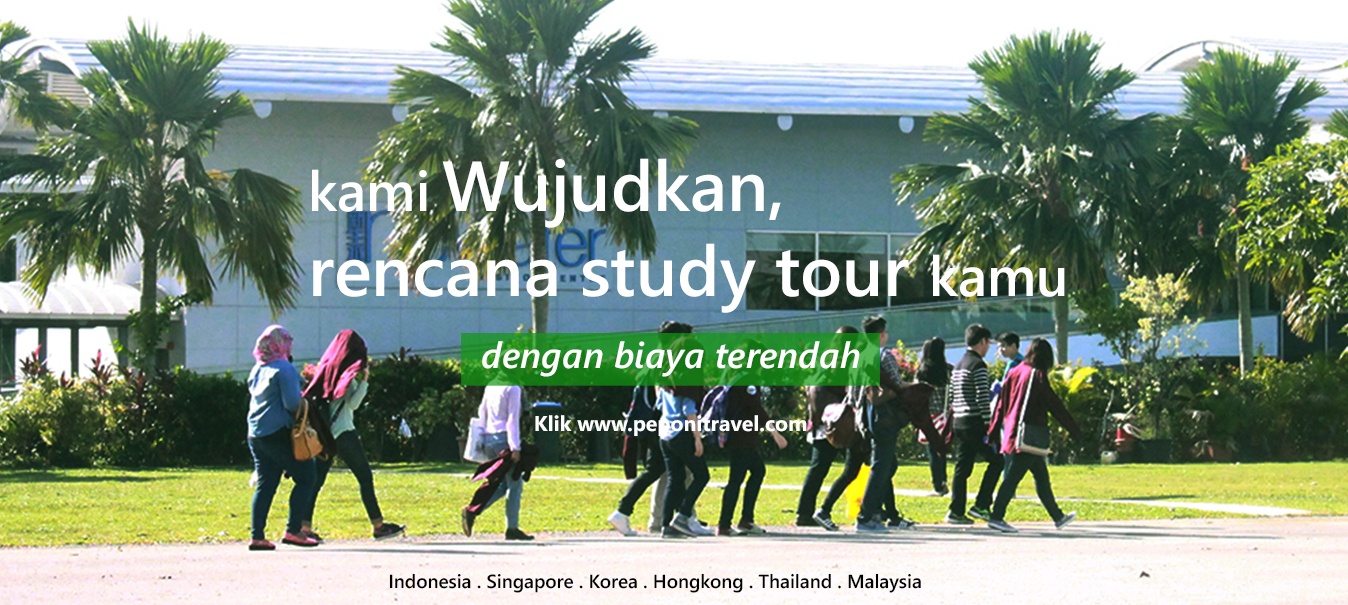 kami Wujudkan,
rencana study tour kamu
dengan biaya terendah
Klik www.peponitravel.com
Indonesia . Singapore . Korea . Hongkong . Thailand . Malaysia